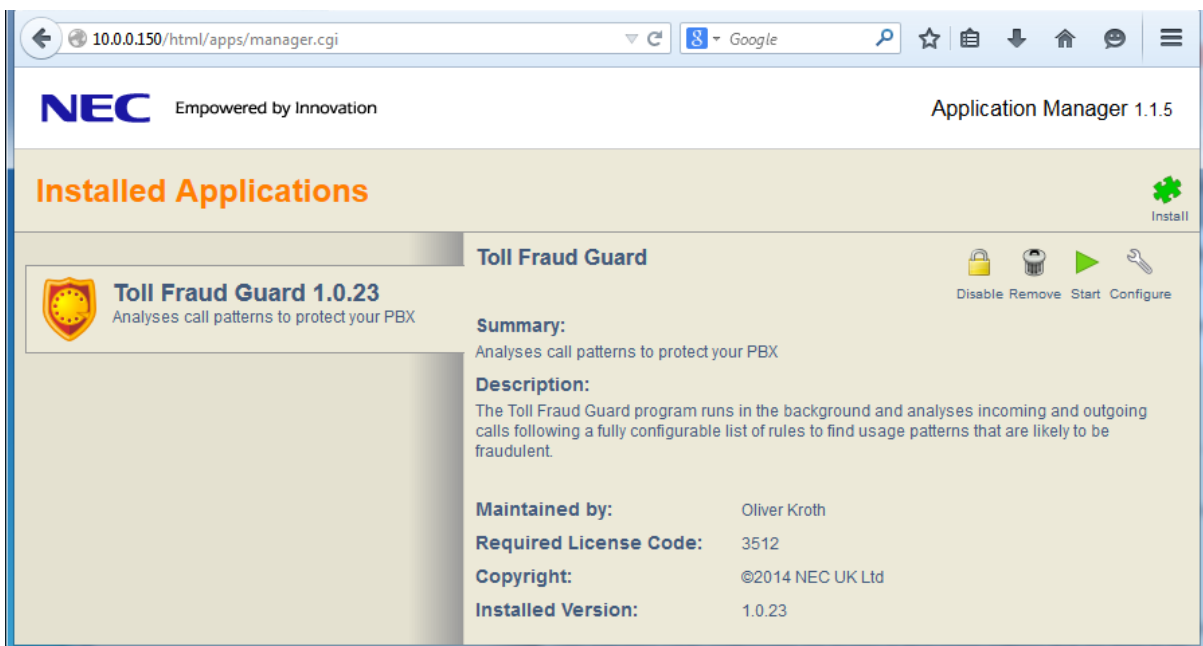 10.0.0.150/html/apps/manager.cgi
8 Google
NEC Empowered by Innovation
Application Manager 1.1.5
Installed Applications
Install
Toll Fraud Guard 1.0.23
Analyses call patterns to protect your PBX
Toll Fraud Guard
Disable Remove Start Configure
Summary:
Analyses call patterns to protect your PBX
Description:
The Toll Fraud Guard program runs in the background and analyses incoming and outgoing
calls following a fully configurable list of rules to find usage patterns that are likely to be
fraudulent.
Maintained by: Oliver Kroth
Required License Code: 3512
Copyright: ©2014 NEC UK Ltd
Installed Version: 1.0.23